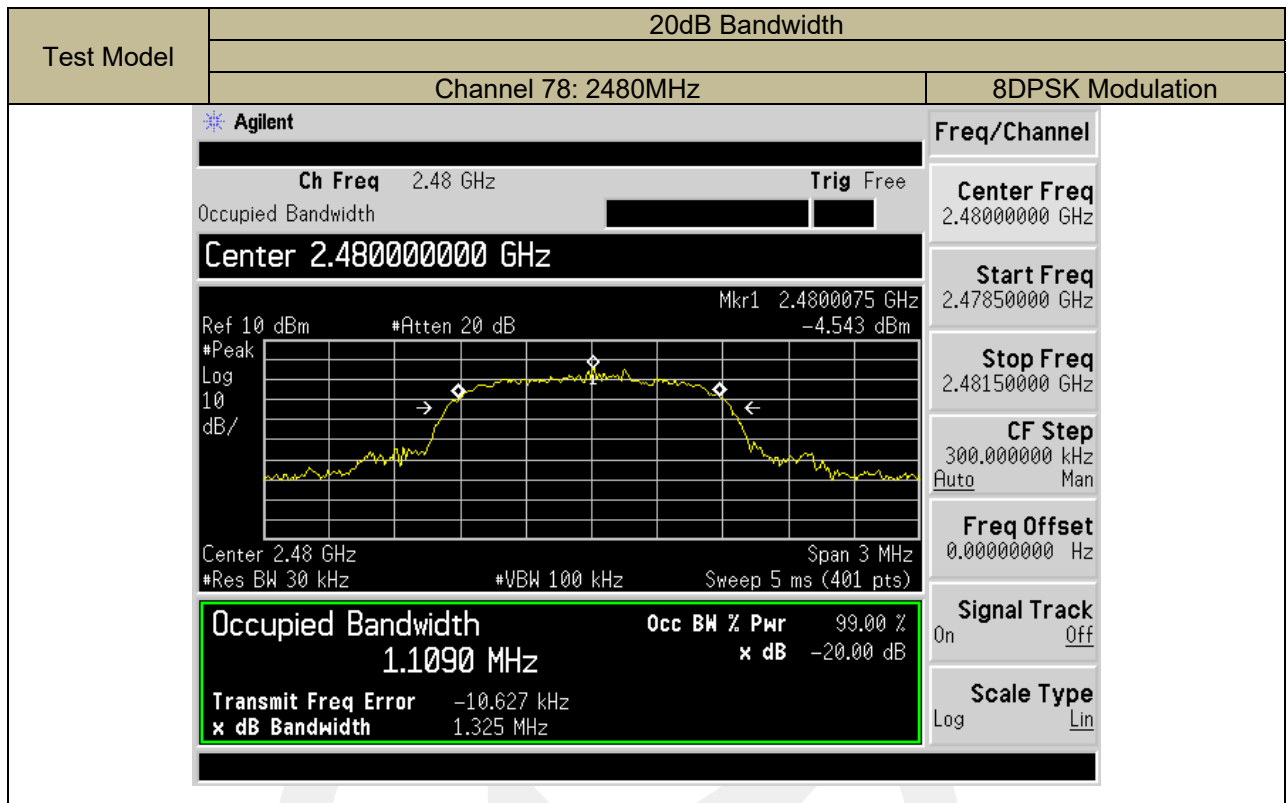 Test Model
20dB Bandwidth
Channel 78: 2480MHz
8DPSK Modulation
Agilent
Freq/Channel
Ch Freq 2.48 GHz Trig Free
Occupied Bandwidth
Center 2.480000000 GHz
Mkr1 2.4800075 GHz
Ref 10 dBm #Atten 20 dB -4.543 dBm
#Peak
Log
10
dB/
1
Center 2.48 GHz Span 3 MHz
#Res BW 30 kHz #VBW 100 kHz Sweep 5 ms (401 pts)
Occupied Bandwidth
1.1090 MHz
Occ BW % Pwr 99.00 %
x dB -20.00 dB
Transmit Freq Error -10.627 kHz
x dB Bandwidth 1.325 MHz
Center Freq
2.48000000 GHz
Start Freq
2.47850000 GHz
Stop Freq
2.48150000 GHz
CF Step
300.000000 kHz
Auto Man
Freq Offset
0.00000000 Hz
Signal Track
On Off
Scale Type
Log Lin